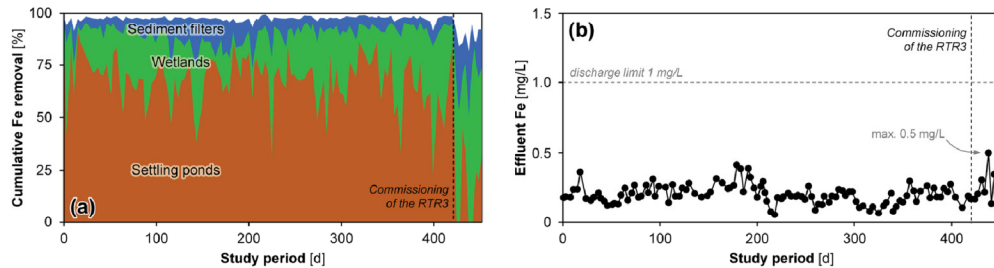 (a)
Cumulative Fe removal [%]
100
75
50
25
0
Sediment filters
Wetlands
Settling ponds
Commissioning
of the RTR3
0 100 200 300 400
Study period [d]
(b)
Effluent Fe [mg/L]
1.5
1.0
0.5
0
Commissioning
of the RTR3
discharge limit 1 mg/L
max. 0.5 mg/L
0 100 200 300 400
Study period [d]